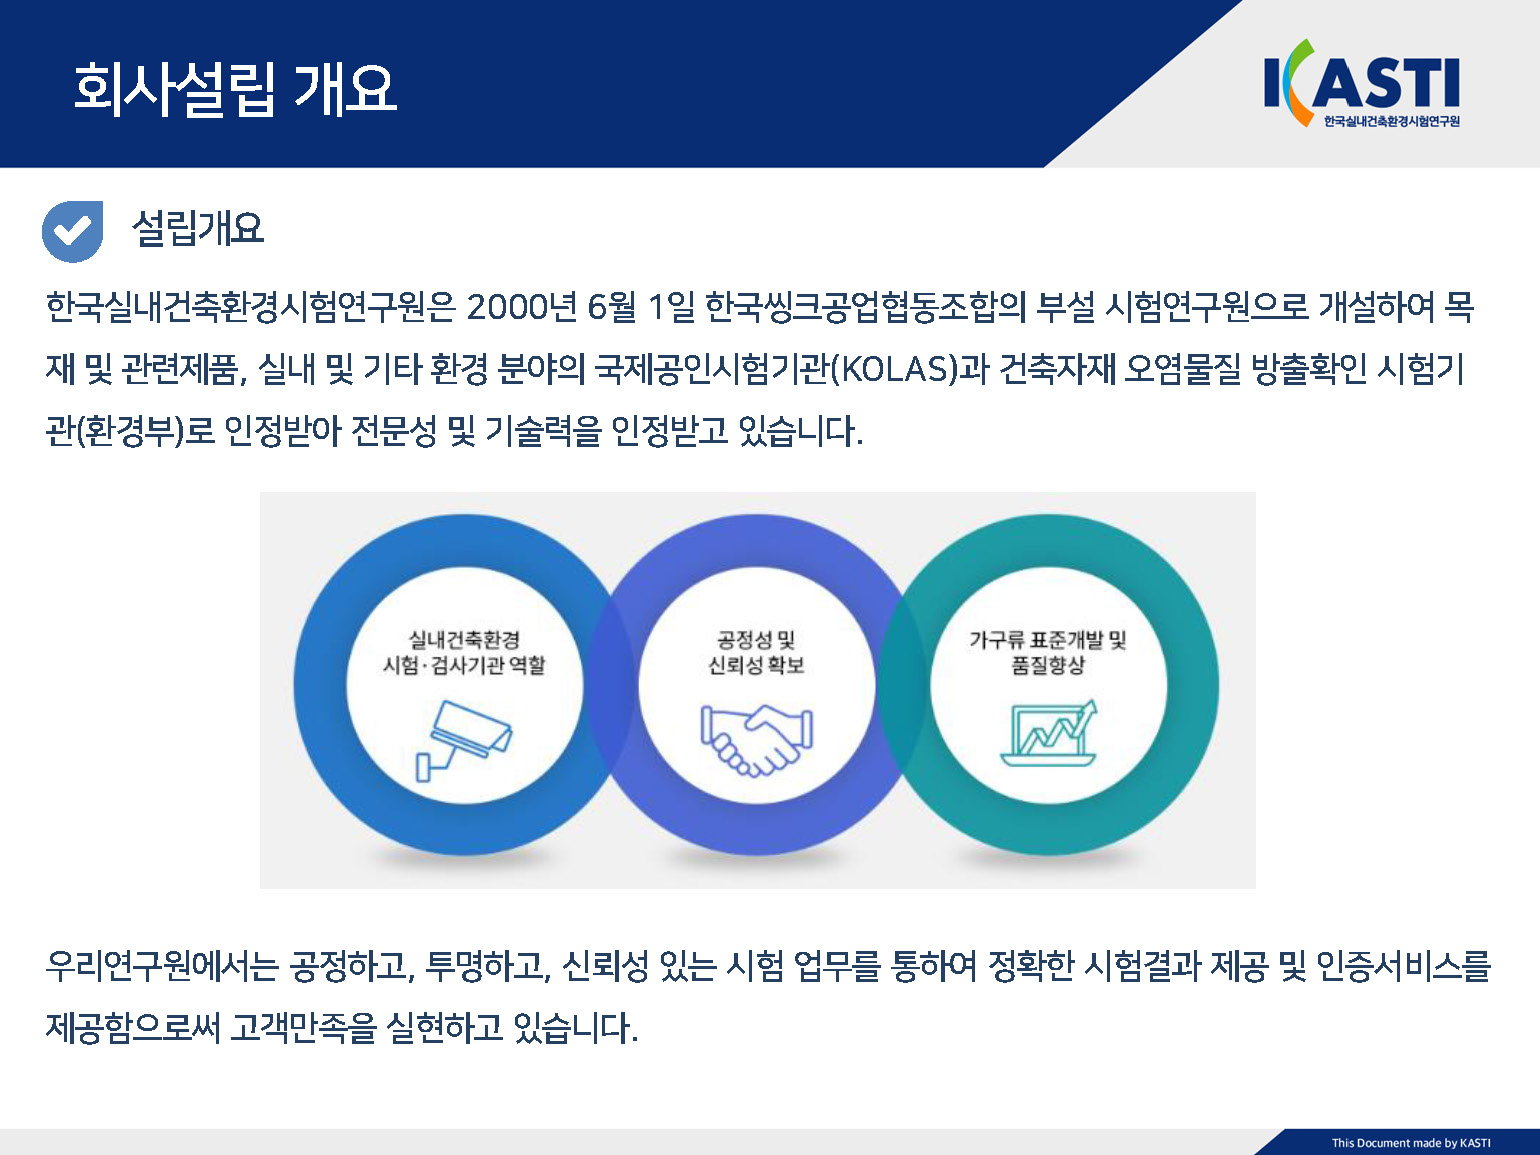 회사설립 개요
KASTI
한국실내건축환경시험연구원
설립개요
한국실내건축환경시험연구원은 2000년 6월 1일 한국씽크공업협동조합의 부설 시험연구원으로 개설하여 목
재 및 관련제품, 실내 및 기타 환경 분야의 국제공인시험기관(KOLAS)과 건축자재 오염물질 방출확인 시험기
관(환경부)로 인정받아 전문성 및 기술력을 인정받고 있습니다.
실내건축환경
시험·검사기관 역할
공정성 및
신뢰성 확보
가구류 표준개발 및
품질향상
우리연구원에서는 공정하고, 투명하고, 신뢰성 있는 시험 업무를 통하여 정확한 시험결과 제공 및 인증서비스를
제공함으로써 고객만족을 실현하고 있습니다.
This Document made by KASTI